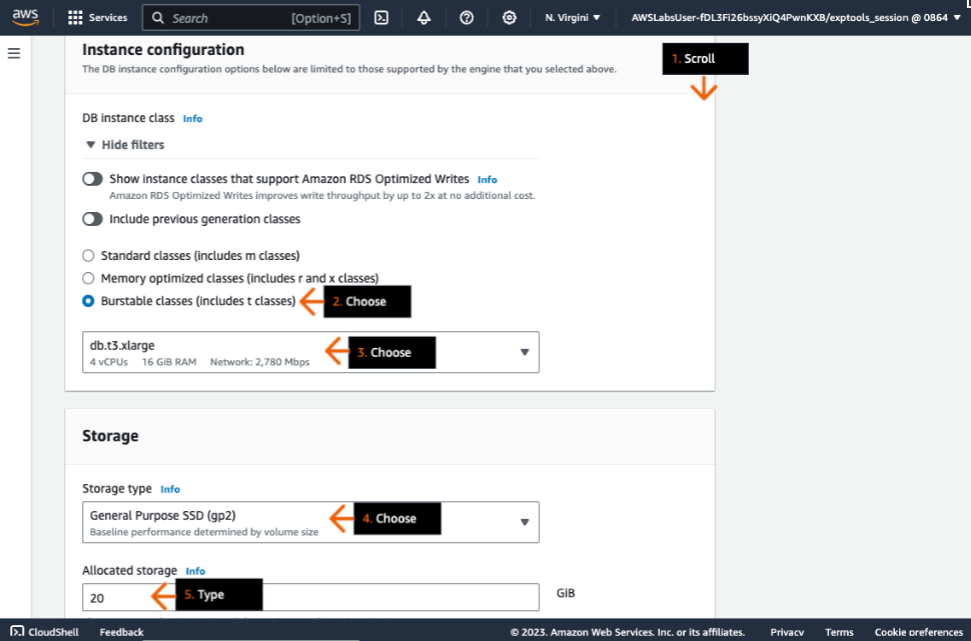 aws Services Search [Option+S] N. Virgini AWSLabsUser-fDL3Fi26bssyXiQ4PwnKXB/exptools_session @ 0864
Instance configuration
The DB instance configuration options below are limited to those supported by the engine that you selected above.
1. Scroll
DB instance class Info
Hide filters
Show instance classes that support Amazon RDS Optimized Writes Info
Amazon RDS Optimized Writes improves write throughput by up to 2x at no additional cost.
Include previous generation classes
Standard classes (includes m classes)
Memory optimized classes (includes r and x classes)
Burstable classes (includes t classes) 2. Choose
db.t3.xlarge
4 vCPUs 16 GiB RAM Network: 2,780 Mbps
3. Choose
Storage
Storage type Info
General Purpose SSD (gp2)
Baseline performance determined by volume size
4. Choose
Allocated storage Info
20 5. Type GiB
CloudShell Feedback © 2023, Amazon Web Services, Inc. or its affiliates. Privacy Terms Cookie preferences